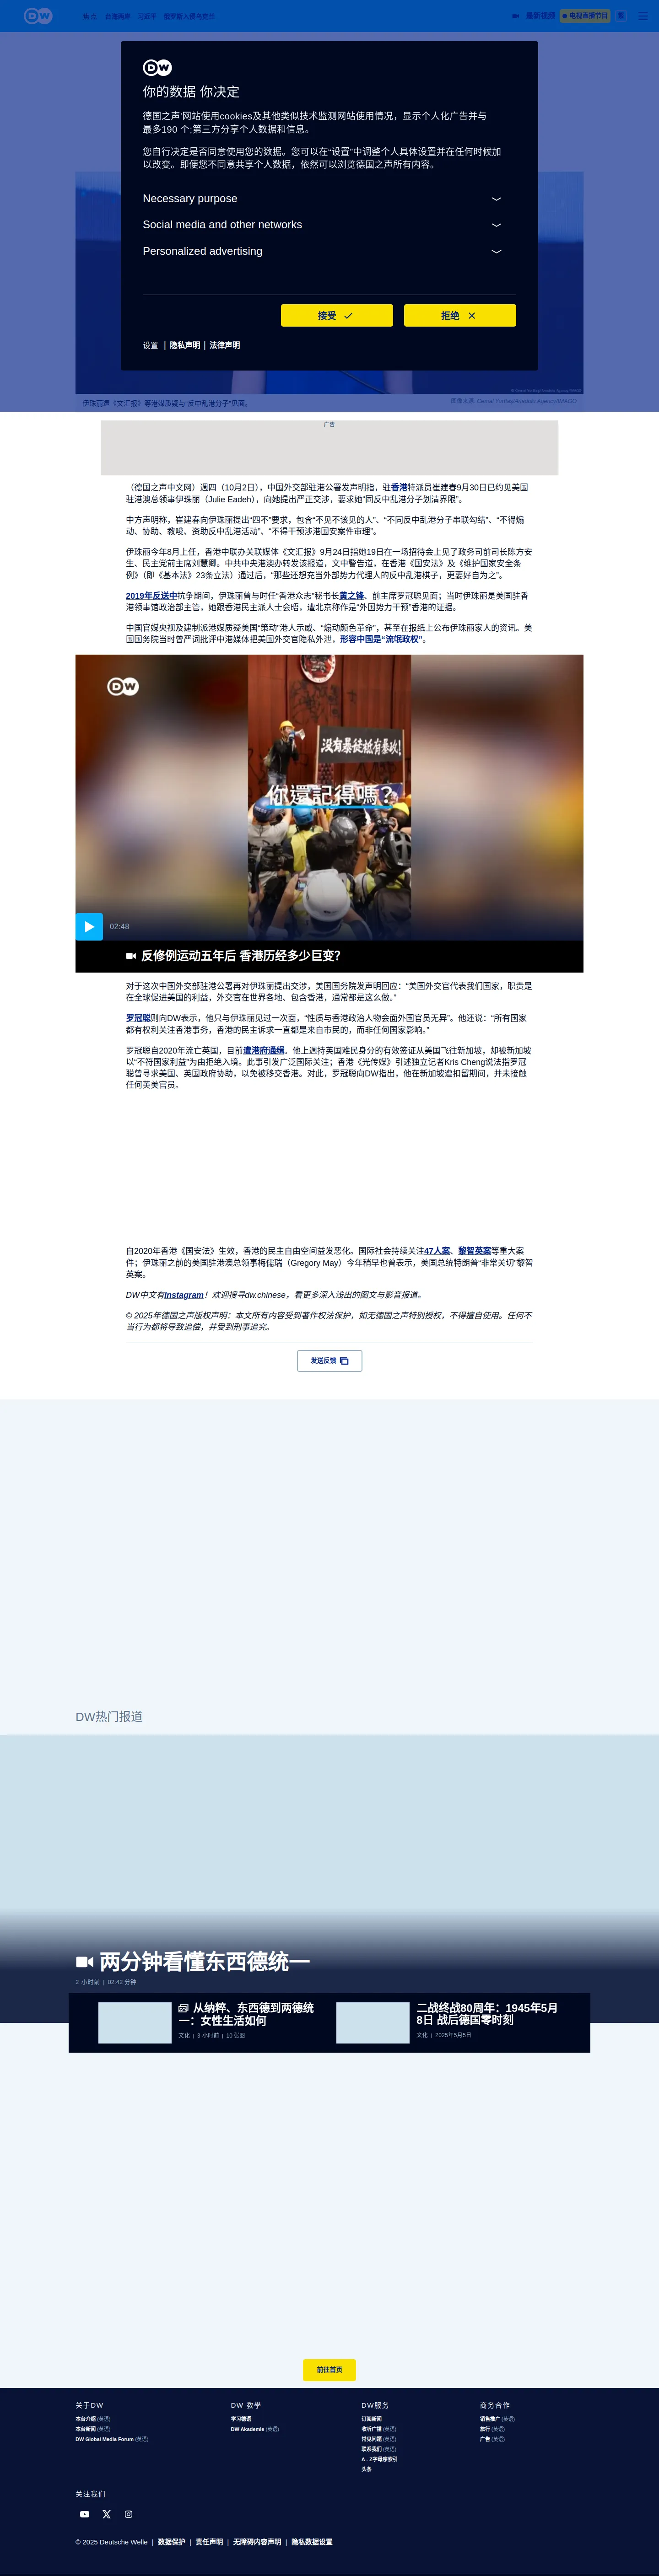 DW
热点 台海两岸 习近平 俄罗斯入侵乌克兰 最新视频 电视直播节目 繁
DW
你的数据 你决定
德国之声'网站使用cookies及其他类似技术监测网站使用情况，显示个人化广告并与
最多190 个;第三方分享个人数据和信息。
您自行决定是否同意使用您的数据。您可以在“设置”中调整个人具体设置并在任何时候加
以改变。即便您不同意共享个人数据，依然可以浏览德国之声所有内容。
Necessary purpose
Social media and other networks
Personalized advertising
接受 拒绝
设置 | 隐私声明 | 法律声明
伊珠丽遭《文汇报》等港媒质疑与“反中乱港分子”见面。
广告
（德国之声中文网）週四（10月2日），中国外交部驻港公署发声明指，驻香港特派员崔建春9月30日已约见美国
驻港澳总领事伊珠丽（Julie Eadeh），向她提出严正交涉，要求她“同反中乱港分子划清界限”。
中方声明称，崔建春向伊珠丽提出“四不”要求，包含“不见不该见的人”、“不同反中乱港分子串联勾结”、“不得煽
动、协助、教唆、资助反中乱港活动”、“不得干预涉港国安案件审理”。
伊珠丽今年8月上任，香港中联办关联媒体《文汇报》9月24日指她19日在一场招待会上见了政务司前司长陈方安
生、民主党前主席刘慧卿。中共中央港澳办转发该报道，文中警告在香港《国安法》及《维护国家安全条
例》（即《基本法》23条立法）通过后，“那些还想充当外部势力代理人的反中乱港棋子，更要好自为之”。
2019年反送中抗争期间，伊珠丽曾与时任“香港众志”秘书长黄之锋、前主席罗冠聪见面；当时伊珠丽是美国驻香
港领事馆政治部主管，她跟香港民主派人士会晤，遭北京称作是“外国势力干预”香港的证据。
中国官媒央视及建制派港媒质疑美国“策动”港人示威、“煽动颜色革命”，甚至在报纸上公布伊珠丽家人的资讯。美
国国务院当时曾严词批评中港媒体把美国外交官隐私外泄，形容中国是“流氓政权”。
DW
没有暴徒祗有暴政！
你還記得嗎？
02:48
反修例运动五年后 香港历经多少巨变？
对于这次中国外交部驻港公署再对伊珠丽提出交涉，美国国务院发声明回应：“美国外交官代表我们国家，职责是
在全球促进美国的利益，外交官在世界各地、包含香港，通常都是这么做。”
罗冠聪则向DW表示，他只与伊珠丽见过一次面，“性质与香港政治人物会面外国官员无异”。他还说：“所有国家
都有权利关注香港事务，香港的民主诉求一直都是来自市民的，而非任何国家影响。”
罗冠聪自2020年流亡英国，目前遭港府通缉。他上週持英国难民身分的有效签证从美国飞往新加坡，却被新加坡
以“不符国家利益”为由拒绝入境。此事引发广泛国际关注；香港《光传媒》引述独立记者Kris Cheng说法指罗冠
聪曾寻求美国、英国政府协助，以免被移交香港。对此，罗冠聪向DW指出，他在新加坡遭扣留期间，并未接触
任何英美官员。
自2020年香港《国安法》生效，香港的民主自由空间益发恶化。国际社会持续关注47人案、黎智英案等重大案
件；伊珠丽之前的美国驻港澳总领事梅儒瑞（Gregory May）今年稍早也曾表示，美国总统特朗普“非常关切”黎智
英案。
DW中文有Instagram！欢迎搜寻dw.chinese，看更多深入浅出的图文与影音报道。
© 2025年德国之声版权声明：本文所有内容受到著作权法保护，如无德国之声特别授权，不得擅自使用。任何不
当行为都将导致追偿，并受到刑事追究。
发送反馈
DW热门报道
两分钟看懂东西德统一
2 小时前 | 02:42 分钟
从纳粹、东西德到两德统
一：女性生活如何
文化 | 3 小时前 | 10 张图
二战终战80周年：1945年5月
8日 战后德国零时刻
文化 | 2025年5月5日
前往首页
关于DW
本台介绍 (英语)
本台新闻 (英语)
DW Global Media Forum (英语)
DW 教學
学习德语
DW Akademie (英语)
DW服务
订阅新闻
收听广播 (英语)
常见问题 (英语)
联系我们 (英语)
A - Z字母序索引
头条
商务合作
销售推广 (英语)
旅行 (英语)
广告 (英语)
关注我们
© 2025 Deutsche Welle | 数据保护 | 责任声明 | 无障碍内容声明 | 隐私数据设置